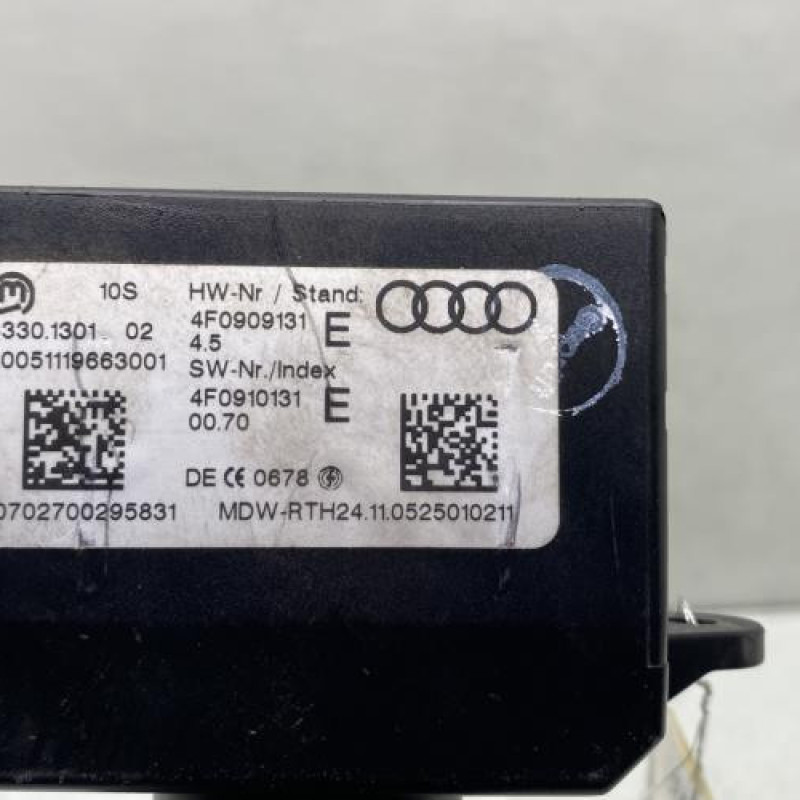 M 10S HW-Nr / Stand:
330.1301 02 4F0909131 E
4.5
0051119663001 SW-Nr./Index
4F0910131 E
00.70
DE CE 0678
0702700295831 MDW-RTH24.11.0525010211